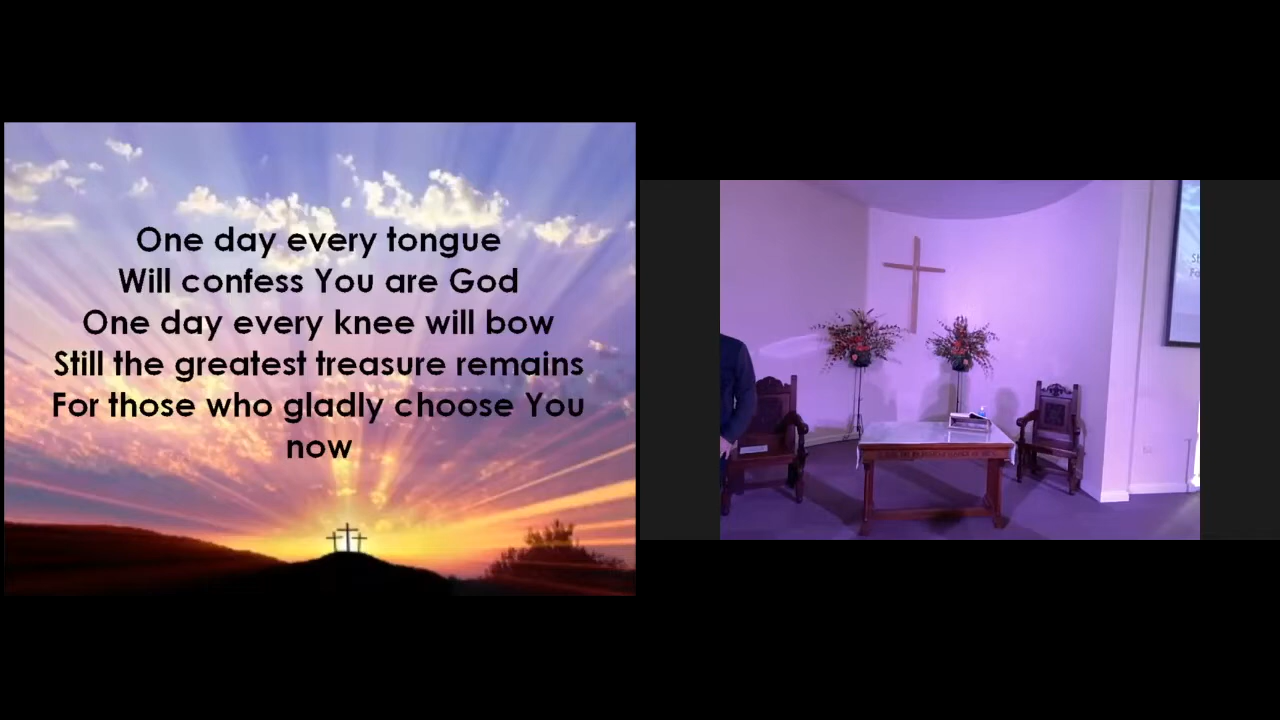 One day every tongue
Will confess You are God
One day every knee will bow
Still the greatest treasure remains
For those who gladly choose You
now